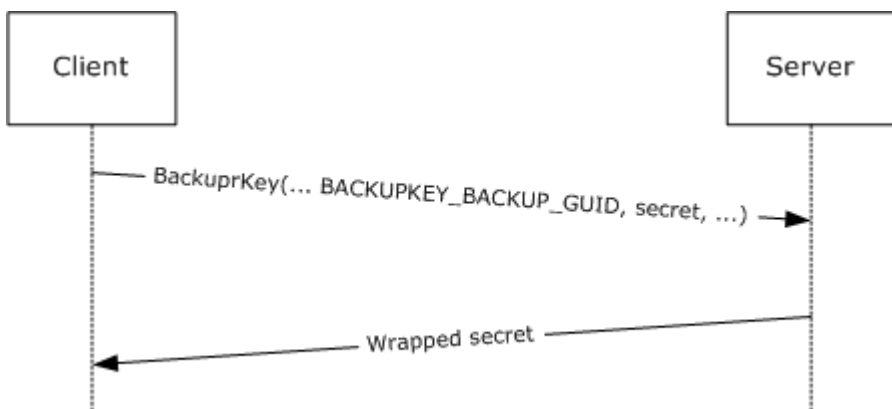 Client
Server
BackuprKey(... BACKUPKEY_BACKUP_GUID, secret, ...)
Wrapped secret